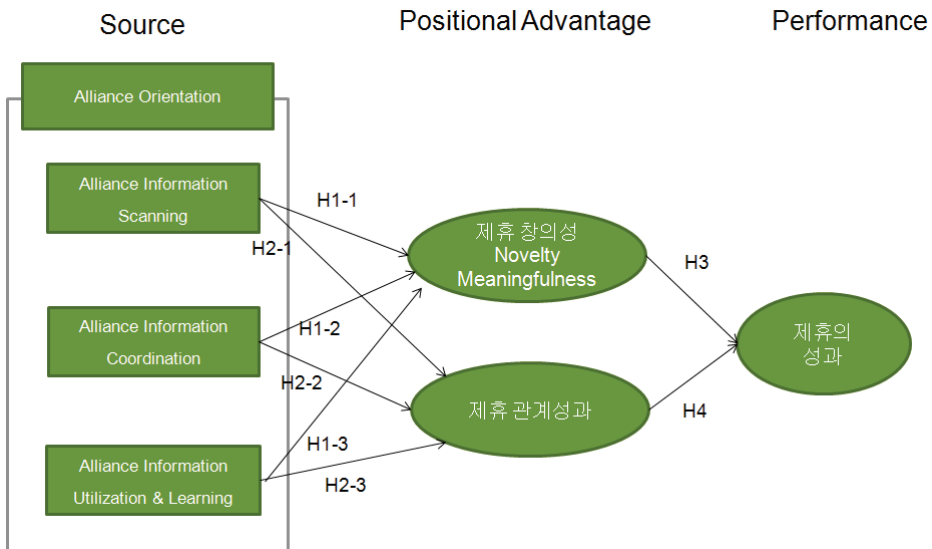 Source
Positional Advantage
Performance
Alliance Orientation
Alliance Information
Scanning
H1-1
H2-1
제휴 창의성
Novelty
Meaningfulness
H3
Alliance Information
Coordination
H1-2
H2-2
제휴의
성과
제휴 관계성과
H4
Alliance Information
Utilization & Learning
H1-3
H2-3